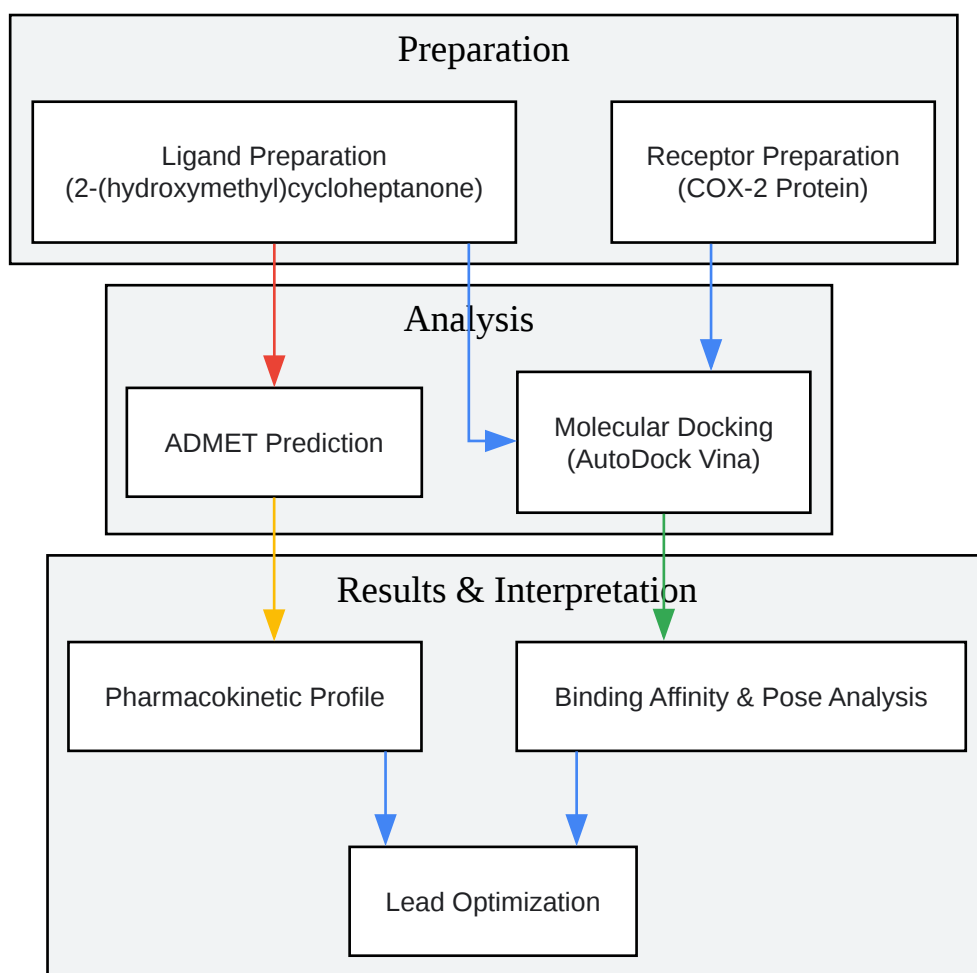 Preparation
Ligand Preparation
(2-(hydroxymethyl)cycloheptanone)
Receptor Preparation
(COX-2 Protein)
Analysis
ADMET Prediction
Molecular Docking
(AutoDock Vina)
Results & Interpretation
Pharmacokinetic Profile
Binding Affinity & Pose Analysis
Lead Optimization